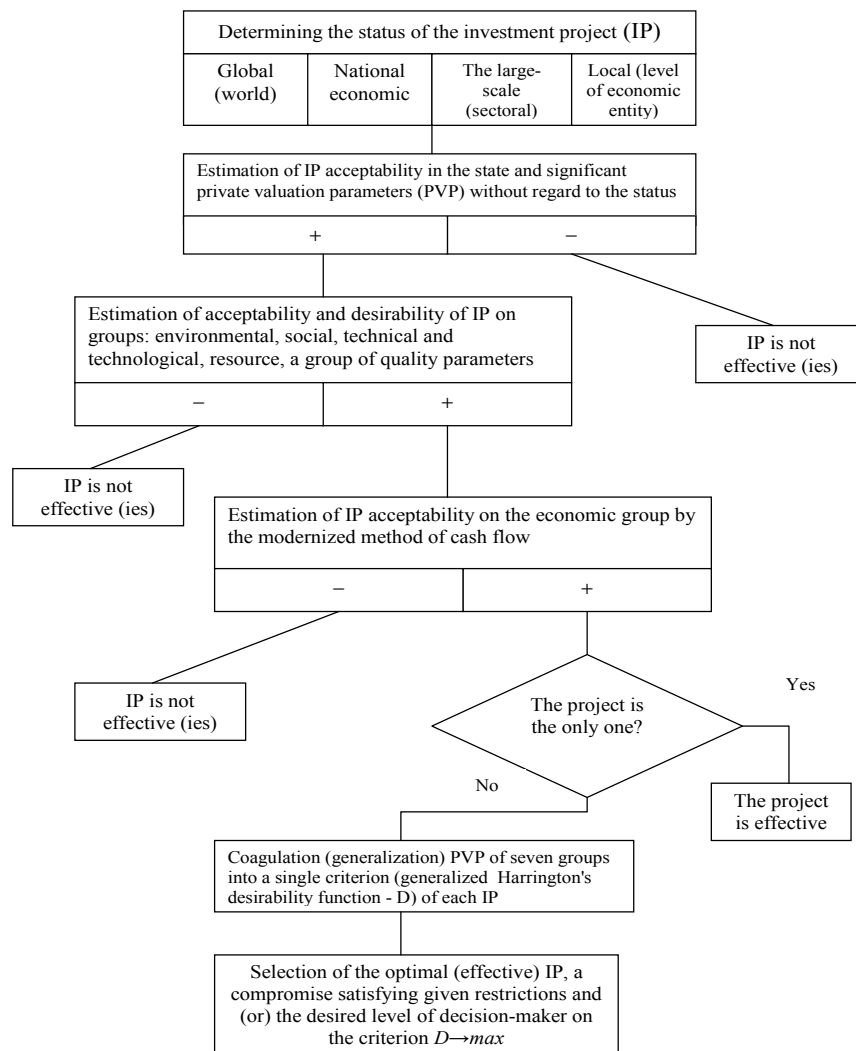 Determining the status of the investment project (IP)
Global
(world)
National
economic
The large-
scale
(sectoral)
Local (level
of economic
entity)
Estimation of IP acceptability in the state and significant
private valuation parameters (PVP) without regard to the status
+
−
Estimation of acceptability and desirability of IP on
groups: environmental, social, technical and
technological, resource, a group of quality parameters
IP is not
effective (ies)
−
+
IP is not
effective (ies)
Estimation of IP acceptability on the economic group by
the modernized method of cash flow
−
+
IP is not
effective (ies)
The project is
the only one?
Yes
No
The project
is effective
Coagulation (generalization) PVP of seven groups
into a single criterion (generalized Harrington's
desirability function - D) of each IP
Selection of the optimal (effective) IP, a
compromise satisfying given restrictions and
(or) the desired level of decision-maker on
the criterion D→max